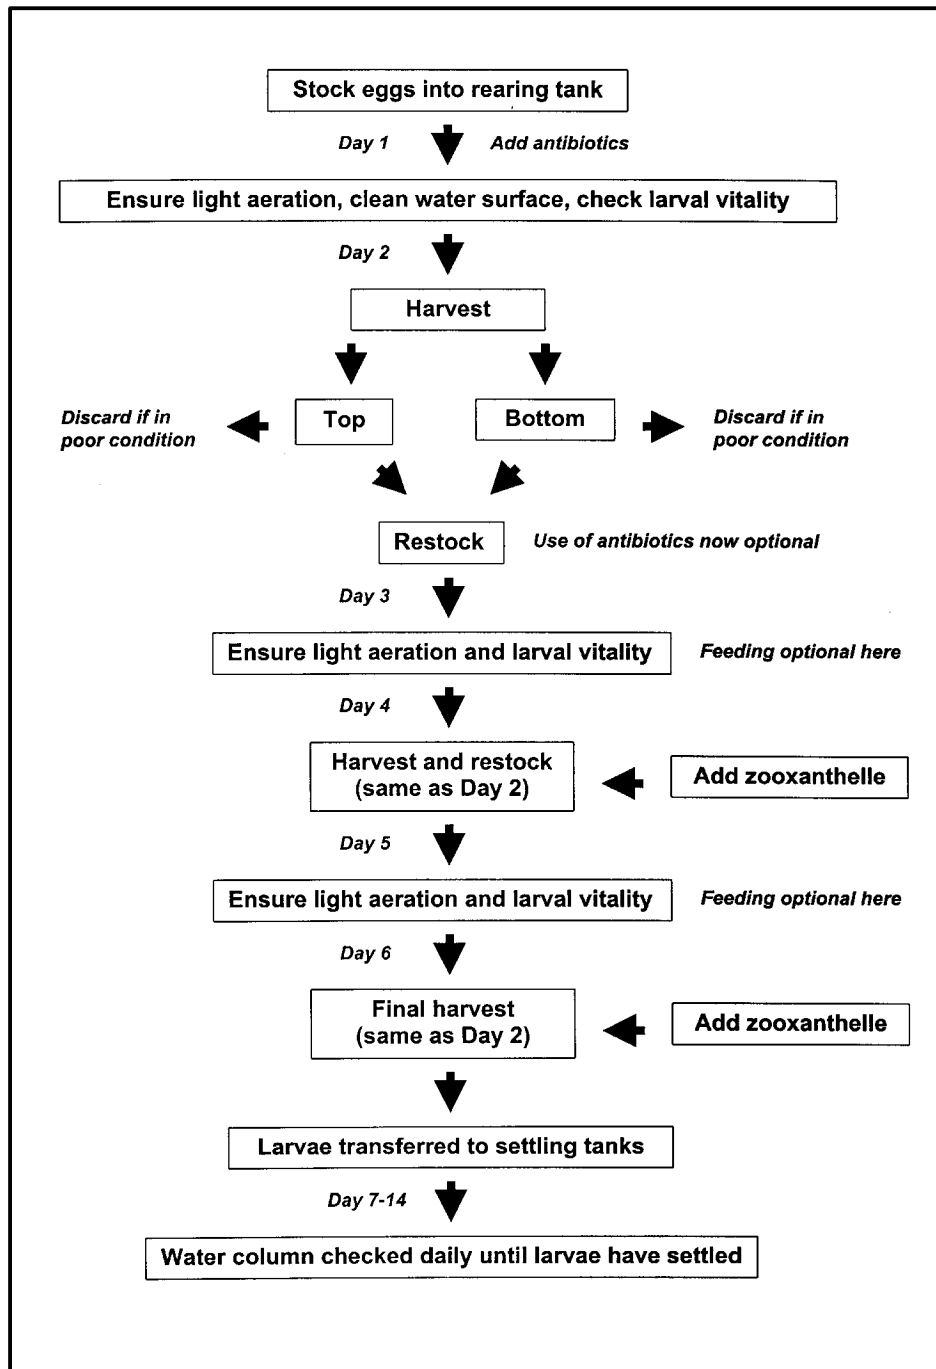 Stock eggs into rearing tank
Day 1
Add antibiotics
Ensure light aeration, clean water surface, check larval vitality
Day 2
Harvest
Discard if in
poor condition
Top
Bottom
Discard if in
poor condition
Restock
Use of antibiotics now optional
Day 3
Ensure light aeration and larval vitality
Feeding optional here
Day 4
Harvest and restock
(same as Day 2)
Add zooxanthelle
Day 5
Ensure light aeration and larval vitality
Feeding optional here
Day 6
Final harvest
(same as Day 2)
Add zooxanthelle
Larvae transferred to settling tanks
Day 7-14
Water column checked daily until larvae have settled